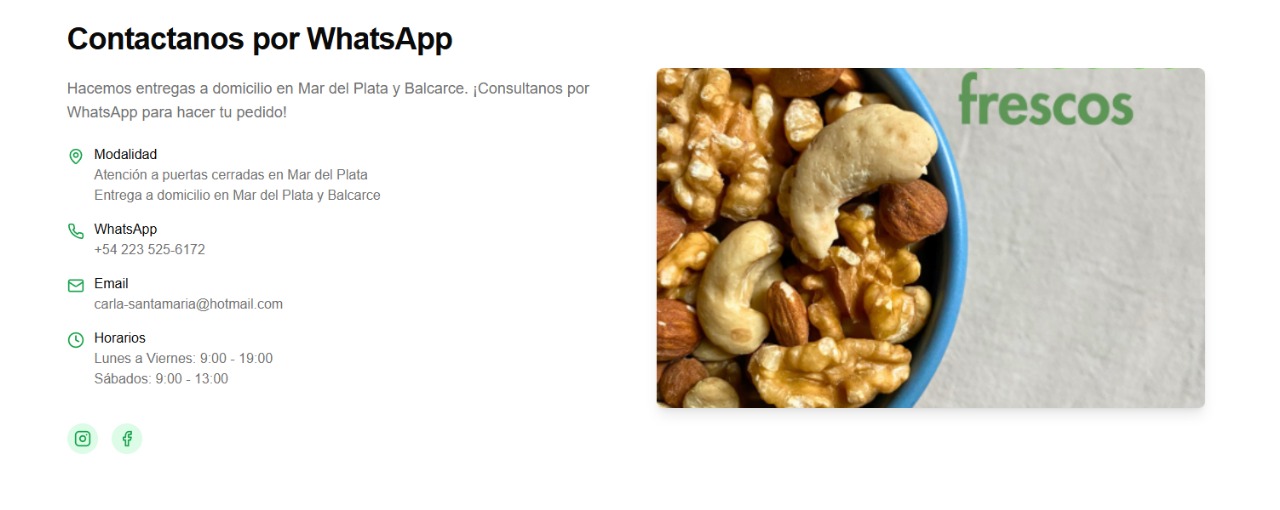 Contactanos por WhatsApp
Hacemos entregas a domicilio en Mar del Plata y Balcarce. ¡Consultanos por
WhatsApp para hacer tu pedido!
Modalidad
Atención a puertas cerradas en Mar del Plata
Entrega a domicilio en Mar del Plata y Balcarce
WhatsApp
+54 223 525-6172
Email
carla-santamaria@hotmail.com
Horarios
Lunes a Viernes: 9:00 - 19:00
Sábados: 9:00 - 13:00
frescos